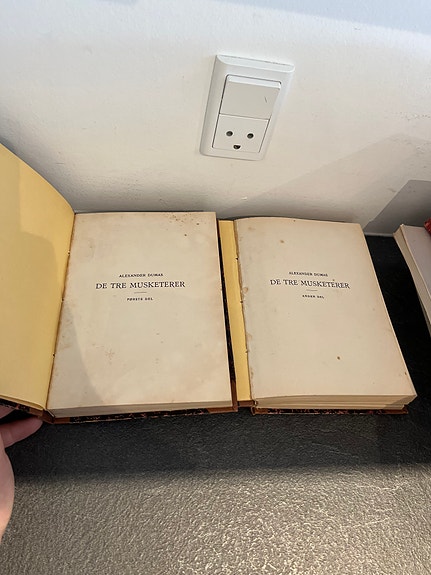 ALEXANDER DUMAS
DE TRE MUSKETERER
FØRSTE DEL
ALEXANDER DUMAS
DE TRE MUSKETERER
ANDEN DEL